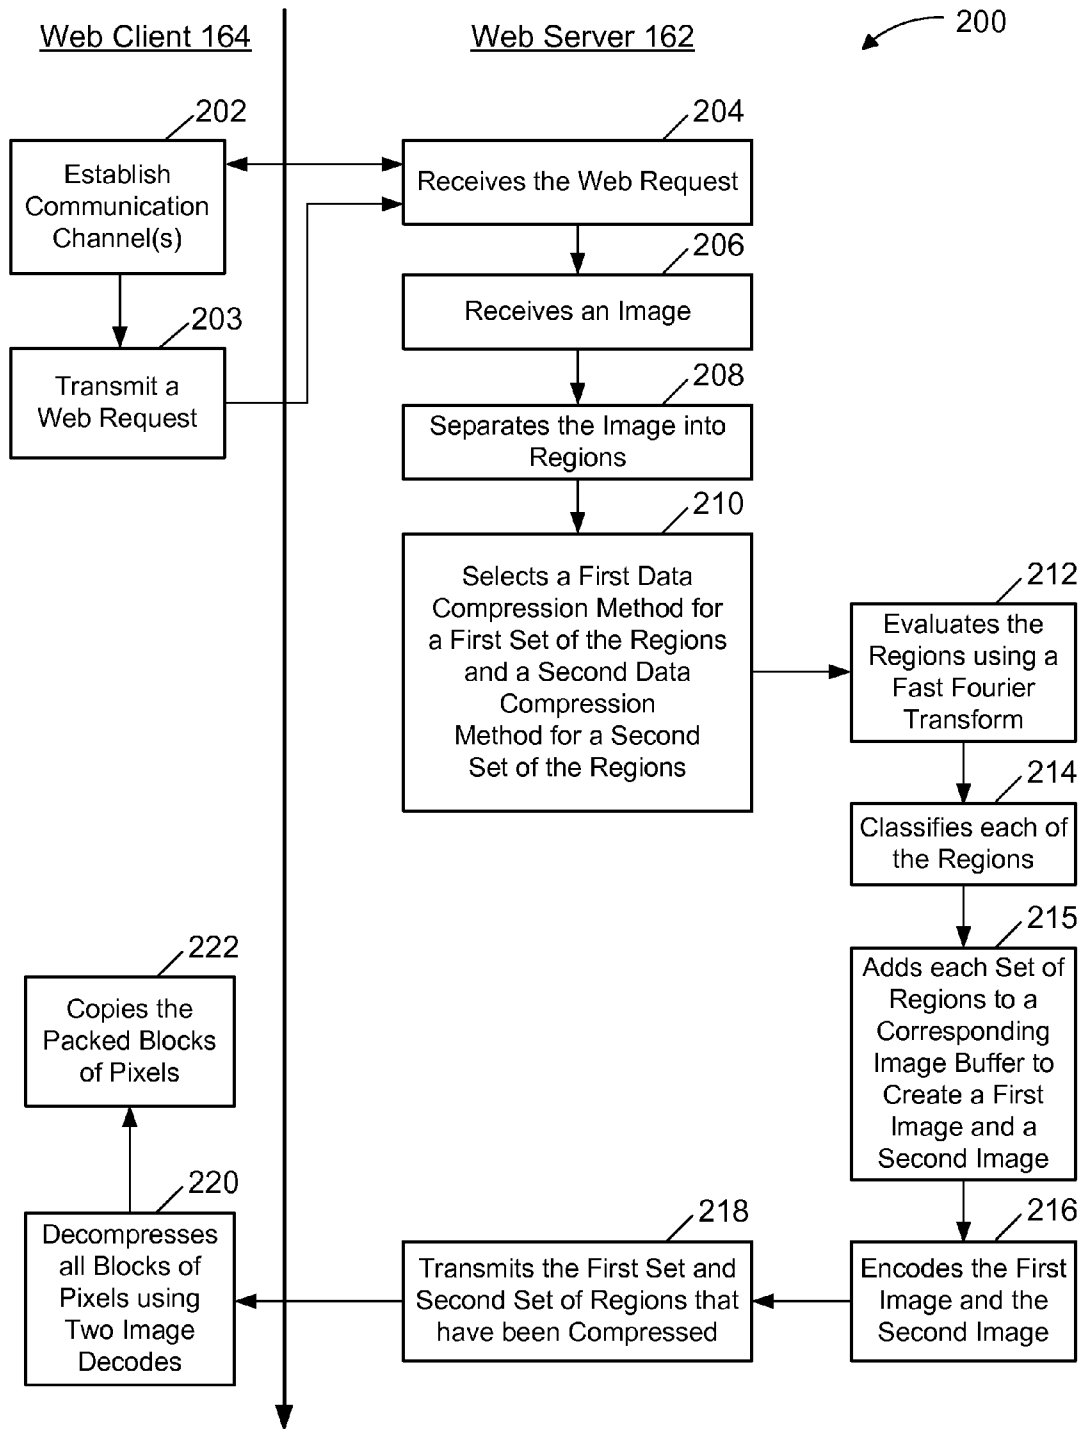 Web Client 164
Web Server 162
200
202
Establish
Communication
Channel(s)
203
Transmit a
Web Request
204
Receives the Web Request
206
Receives an Image
208
Separates the Image into
Regions
210
Selects a First Data
Compression Method for
a First Set of the Regions
and a Second Data
Compression
Method for a Second
Set of the Regions
212
Evaluates the
Regions using a
Fast Fourier
Transform
214
Classifies each of
the Regions
215
Adds each Set of
Regions to a
Corresponding
Image Buffer to
Create a First
Image and a
Second Image
216
Encodes the First
Image and the
Second Image
218
Transmits the First Set and
Second Set of Regions that
have been Compressed
220
Decompresses
all Blocks of
Pixels using
Two Image
Decodes
222
Copies the
Packed Blocks
of Pixels